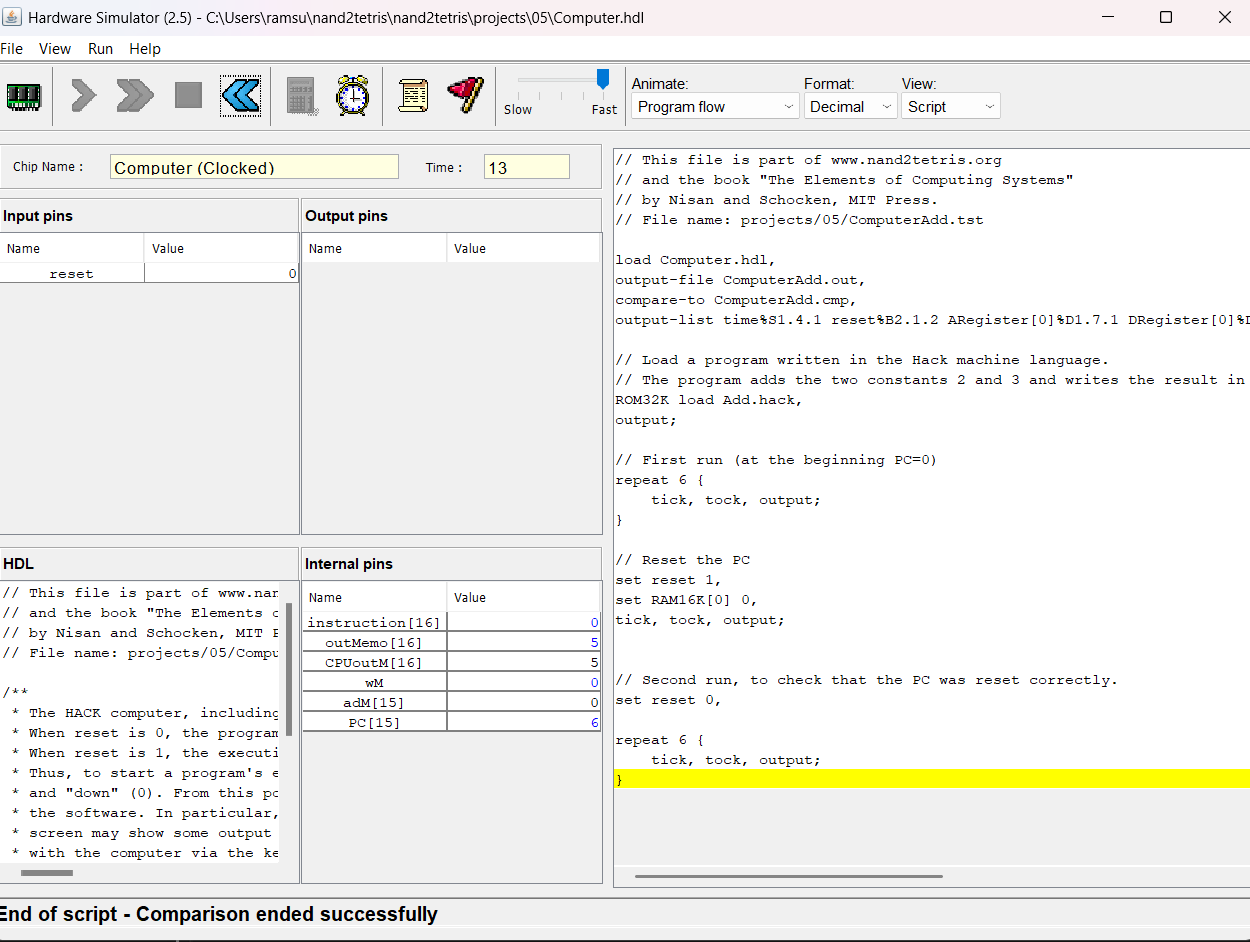 Hardware Simulator (2.5) - C:\Users\ramsu\nand2tetris\nand2tetris\projects\05\Computer.hdl
File View Run Help
Slow Fast
Animate: Format: View:
Program flow Decimal Script
Chip Name : Computer (Clocked) Time : 13
Input pins
Name Value
reset 0
Output pins
Name Value
HDL
// This file is part of www.nan
// and the book "The Elements o
// by Nisan and Schocken, MIT P
// File name: projects/05/Compu
/**
* The HACK computer, including
* When reset is 0, the program
* When reset is 1, the executi
* Thus, to start a program's e
* and "down" (0). From this po
* the software. In particular,
* screen may show some output
* with the computer via the ke
Internal pins
Name Value
instruction[16] 0
outMemo[16] 5
CPUoutM[16] 5
wM 0
adM[15] 0
PC[15] 6
// This file is part of www.nand2tetris.org
// and the book "The Elements of Computing Systems"
// by Nisan and Schocken, MIT Press.
// File name: projects/05/ComputerAdd.tst
load Computer.hdl,
output-file ComputerAdd.out,
compare-to ComputerAdd.cmp,
output-list time%S1.4.1 reset%B2.1.2 ARegister[0]%D1.7.1 DRegister[0]%D
// Load a program written in the Hack machine language.
// The program adds the two constants 2 and 3 and writes the result in
ROM32K load Add.hack,
output;
// First run (at the beginning PC=0)
repeat 6 {
tick, tock, output;
}
// Reset the PC
set reset 1,
set RAM16K[0] 0,
tick, tock, output;
// Second run, to check that the PC was reset correctly.
set reset 0,
repeat 6 {
tick, tock, output;
}
End of script - Comparison ended successfully